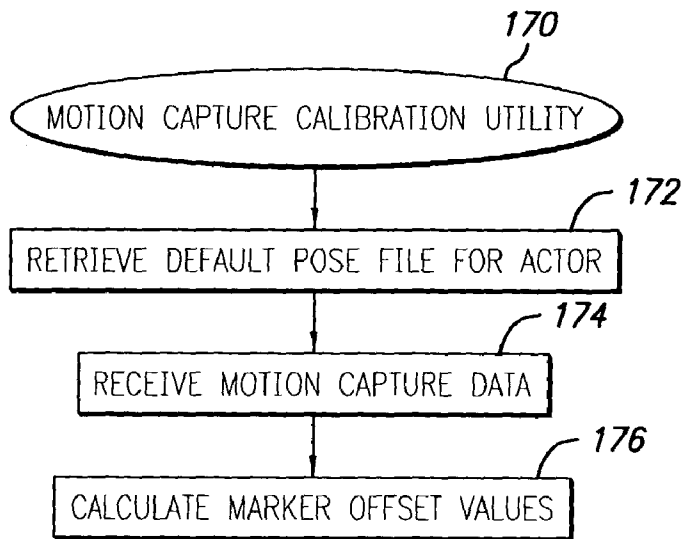 170
MOTION CAPTURE CALIBRATION UTILITY
172
RETRIEVE DEFAULT POSE FILE FOR ACTOR
174
RECEIVE MOTION CAPTURE DATA
176
CALCULATE MARKER OFFSET VALUES